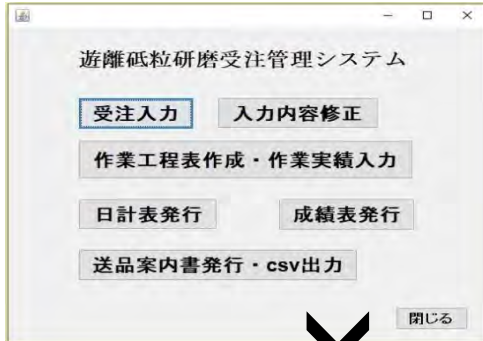 遊離砥粒研磨受注管理システム
受注入力 入力内容修正
作業工程表作成・作業実績入力
日計表発行 成績表発行
送品案内書発行・csv出力
閉じる